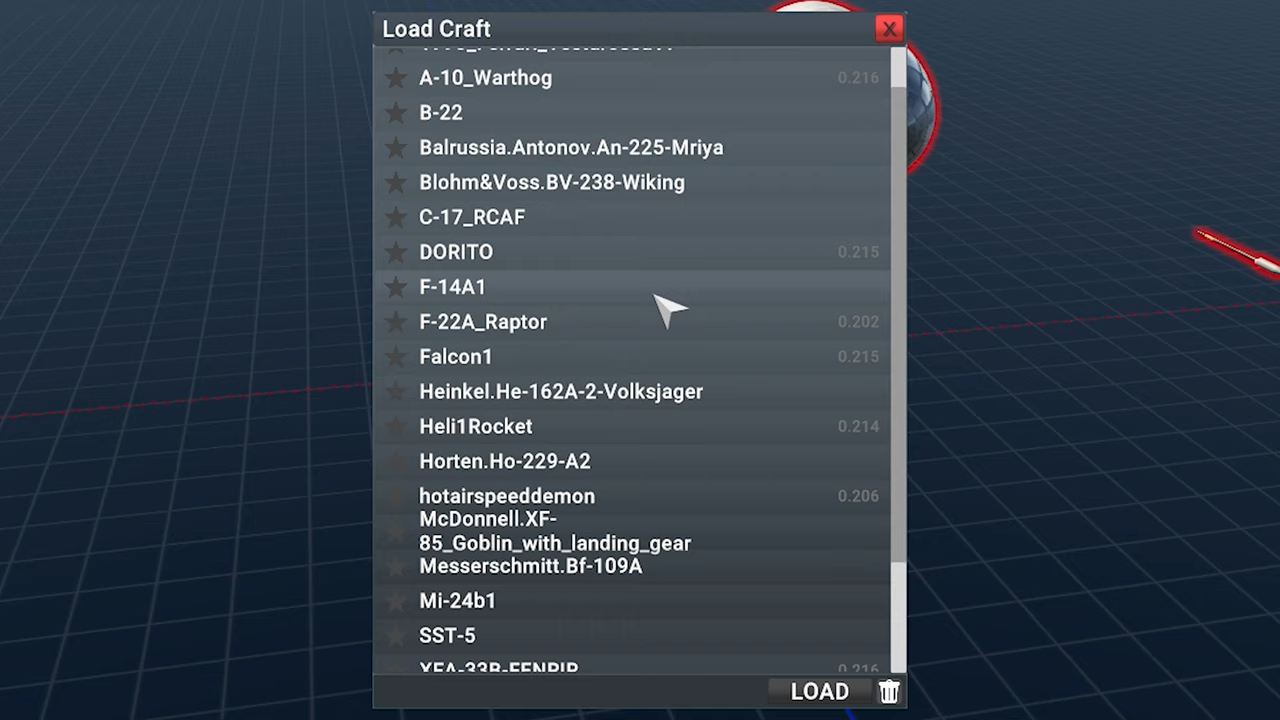 Load Craft
X
A-10_Warthog 0.216
B-22
Balrussia.Antonov.An-225-Mriya
Blohm&Voss.BV-238-Wiking
C-17_RCAF
DORITO 0.215
F-14A1
F-22A_Raptor 0.202
Falcon1 0.215
Heinkel.He-162A-2-Volksjager
Heli1Rocket 0.214
Horten.Ho-229-A2
hotairspeeddemon 0.206
McDonnell.XF-
85_Goblin_with_landing_gear
Messerschmitt.Bf-109A
Mi-24b1
SST-5
0.216
LOAD